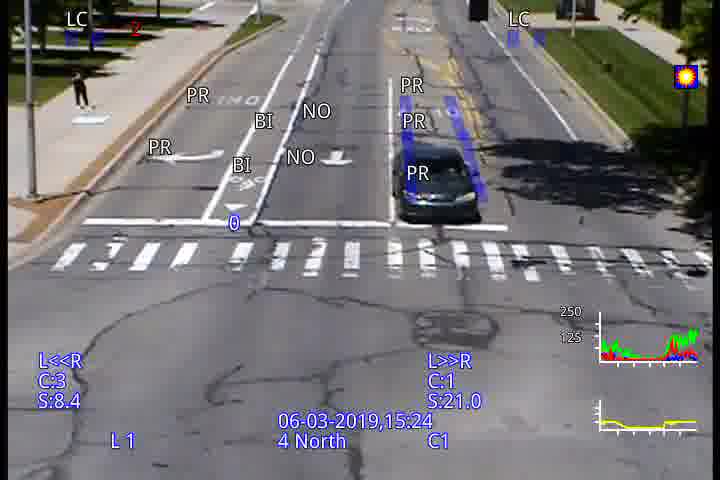 LC
2
LC
PR
PR
NO
BI
PR
PR
NO
BI
PR
0
250
125
L<<R
C:3
S:8.4
L>>R
C:1
S:21.0
06-03-2019,15:24
L 1
4 North
C1